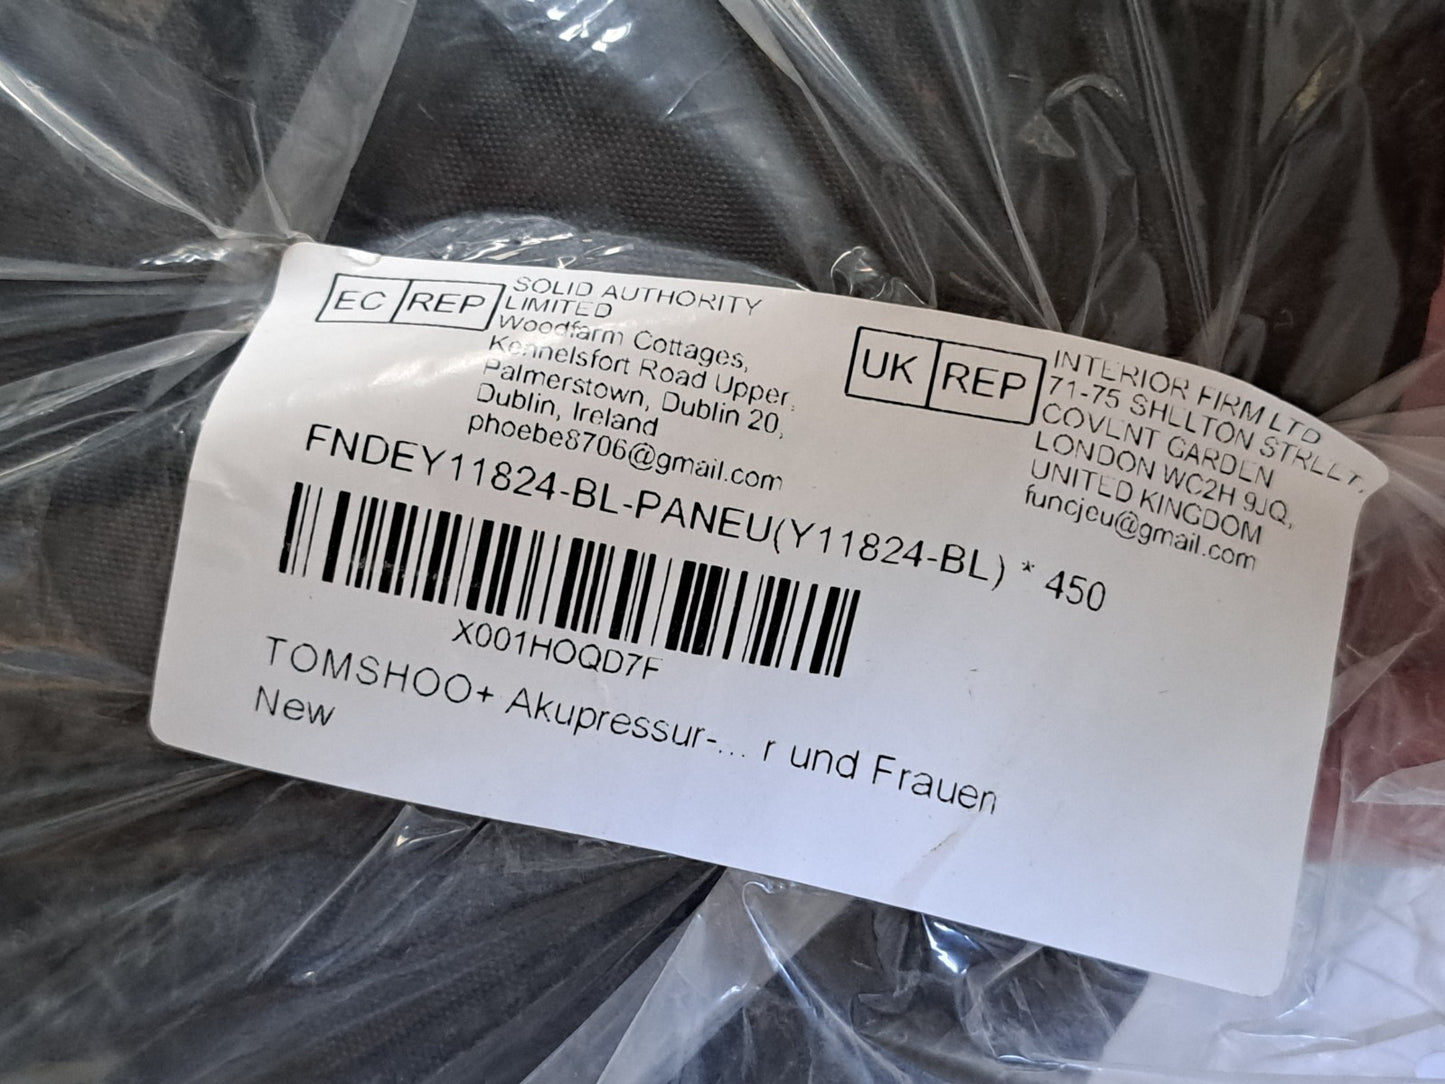 EC REP
SOLID AUTHORITY
LIMITED
Woodfarm Cottages,
Kennelsfort Road Upper,
Palmerstown, Dublin 20,
Dublin, Ireland
phoebe8706@gmail.com
UK REP
INTERIOR FIRM LTD
71-75 SHELTON STREET,
COVENT GARDEN
LONDON WC2H 9JQ,
UNITED KINGDOM
funcjeu@gmail.com
FNDEY11824-BL-PANEU(Y11824-BL) * 450
X001HOQD7F
TOMSHOO+ Akupressur-... r und Frauen
New